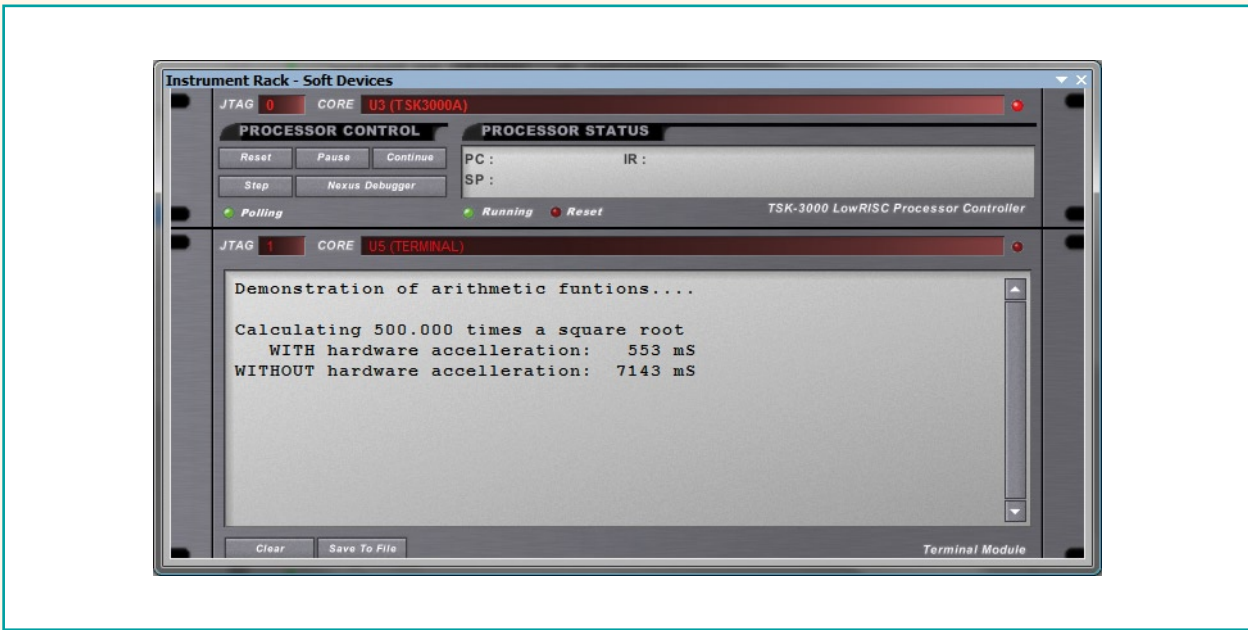 Instrument Rack - Soft Devices
JTAG 0 CORE U3 (TSK3000A)
PROCESSOR CONTROL PROCESSOR STATUS
Reset Pause Continue PC : IR :
Step Nexus Debugger SP :
Polling Running Reset TSK-3000 LowRISC Processor Controller
JTAG 1 CORE U5 (TERMINAL)
Demonstration of arithmetic funtions....
Calculating 500.000 times a square root
WITH hardware accelleration: 553 mS
WITHOUT hardware accelleration: 7143 mS
Clear Save To File Terminal Module